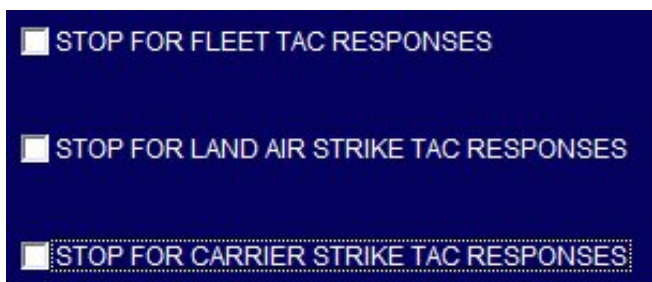 STOP FOR FLEET TAC RESPONSES
STOP FOR LAND AIR STRIKE TAC RESPONSES
STOP FOR CARRIER STRIKE TAC RESPONSES